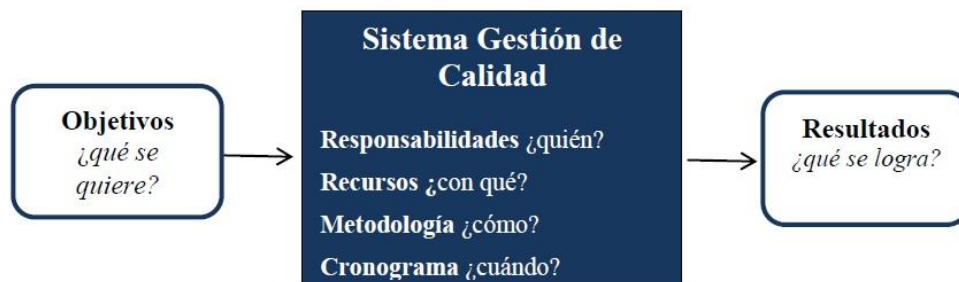 Objetivos
¿qué se
quiere?
Sistema Gestión de
Calidad
Responsabilidades ¿quién?
Recursos ¿con qué?
Metodología ¿cómo?
Cronograma ¿cuándo?
Resultados
¿qué se logra?